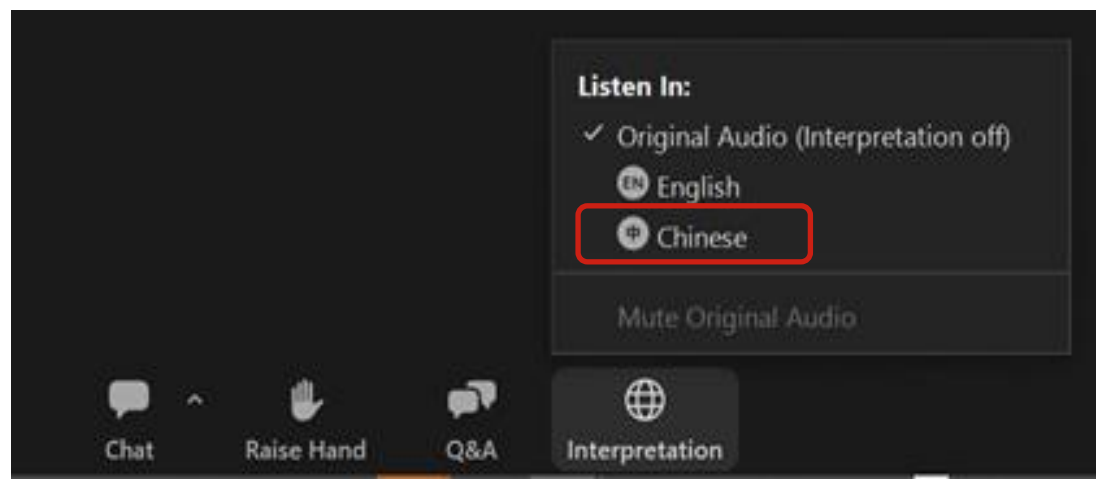 Listen In:
Original Audio (Interpretation off)
EN English
中 Chinese
Mute Original Audio
Chat Raise Hand Q&A Interpretation